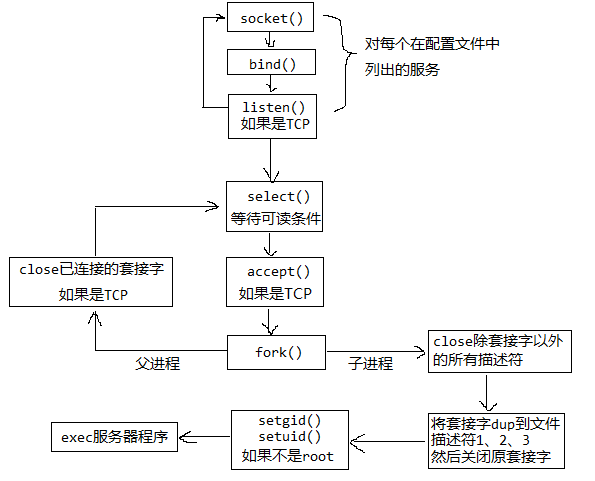 socket()
对每个在配置文件中
列出的服务
bind()
listen()
如果是TCP
select()
等待可读条件
close已连接的套接字
如果是TCP
accept()
如果是TCP
父进程
fork()
子进程
close除套接字以外
的所有描述符
将套接字dup到文件
描述符1、2、3
然后关闭原套接字
setgid()
setuid()
如果不是root
exec服务器程序